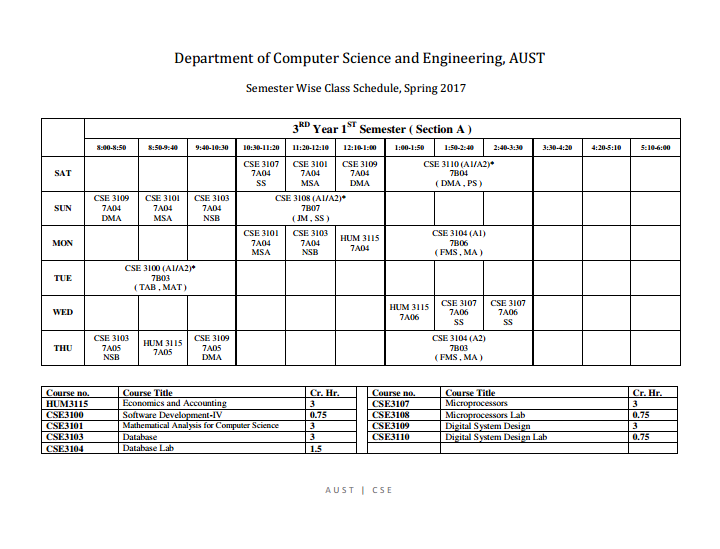 Department of Computer Science and Engineering, AUST
Semester Wise Class Schedule, Spring 2017
3RD Year 1ST Semester ( Section A )
8:00-8:50 8:50-9:40 9:40-10:30 10:30-11:20 11:20-12:10 12:10-1:00 1:00-1:50 1:50-2:40 2:40-3:30 3:30-4:20 4:20-5:10 5:10-6:00
SAT
CSE 3107
7A04
SS
CSE 3101
7A04
MSA
CSE 3109
7A04
DMA
CSE 3110 (A1/A2)*
7B04
( DMA , PS )
SUN
CSE 3109
7A04
DMA
CSE 3101
7A04
MSA
CSE 3103
7A04
NSB
CSE 3108 (A1/A2)*
7B07
( JM , SS )
MON
CSE 3101
7A04
MSA
CSE 3103
7A04
NSB
HUM 3115
7A04
CSE 3104 (A1)
7B06
( FMS , MA )
TUE
CSE 3100 (A1/A2)*
7B03
( TAB , MAT )
WED
HUM 3115
7A06
CSE 3107
7A06
SS
CSE 3107
7A06
SS
THU
CSE 3103
7A05
NSB
HUM 3115
7A05
CSE 3109
7A05
DMA
CSE 3104 (A2)
7B03
( FMS , MA )
Course no. Course Title Cr. Hr. Course no. Course Title Cr. Hr.
HUM3115 Economics and Accounting 3 CSE3107 Microprocessors 3
CSE3100 Software Development-IV 0.75 CSE3108 Microprocessors Lab 0.75
CSE3101 Mathematical Analysis for Computer Science 3 CSE3109 Digital System Design 3
CSE3103 Database 3 CSE3110 Digital System Design Lab 0.75
CSE3104 Database Lab 1.5
AUST | CSE